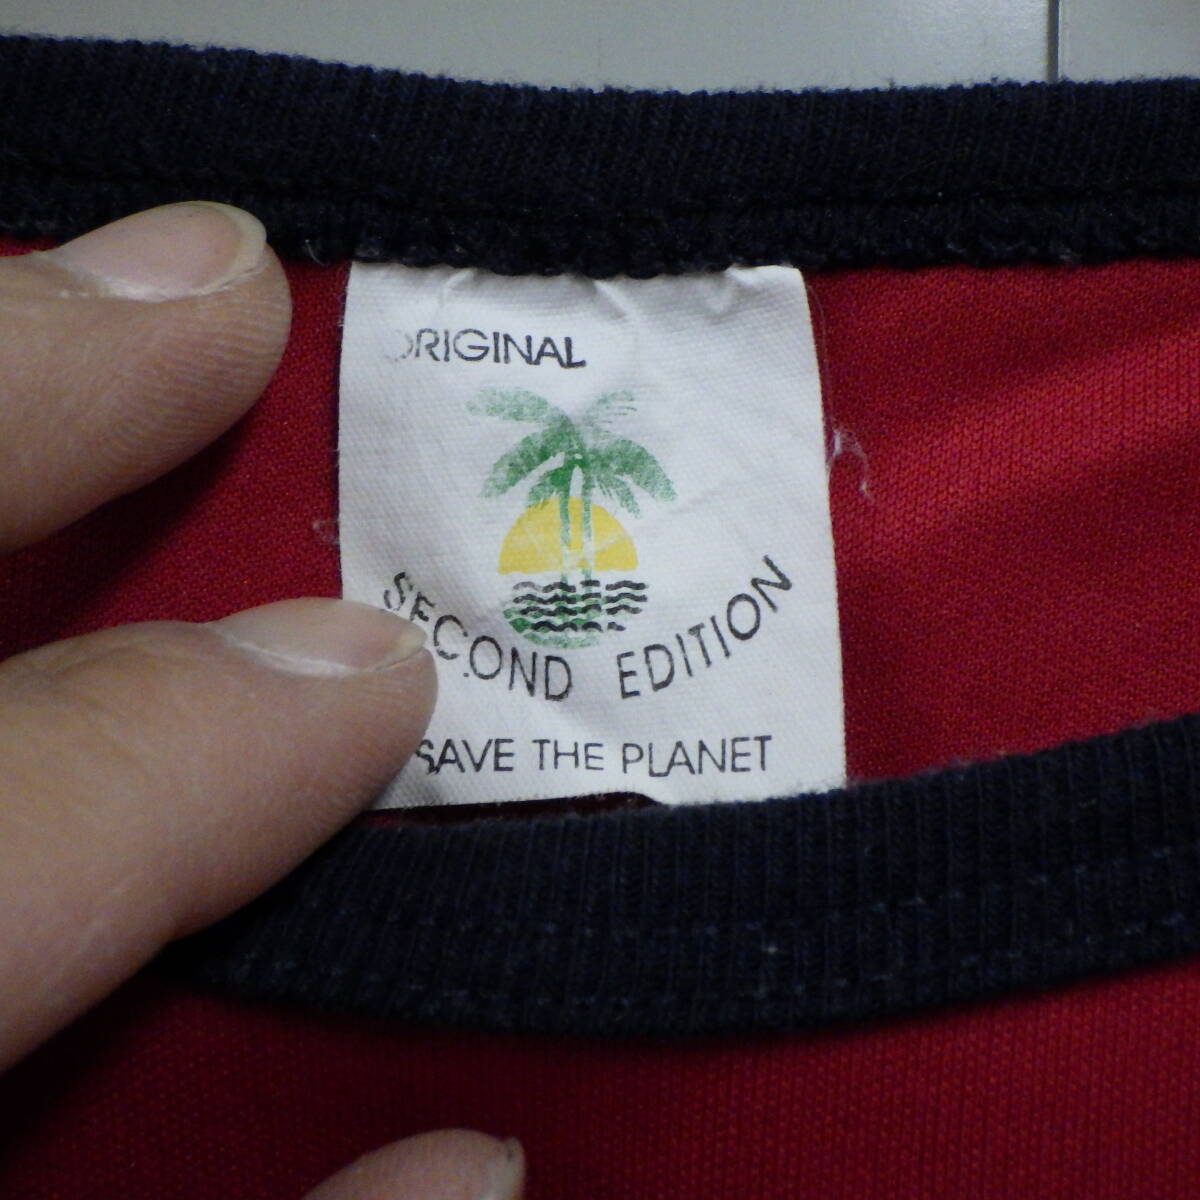 ORIGINAL
SECOND EDITION
SAVE THE PLANET